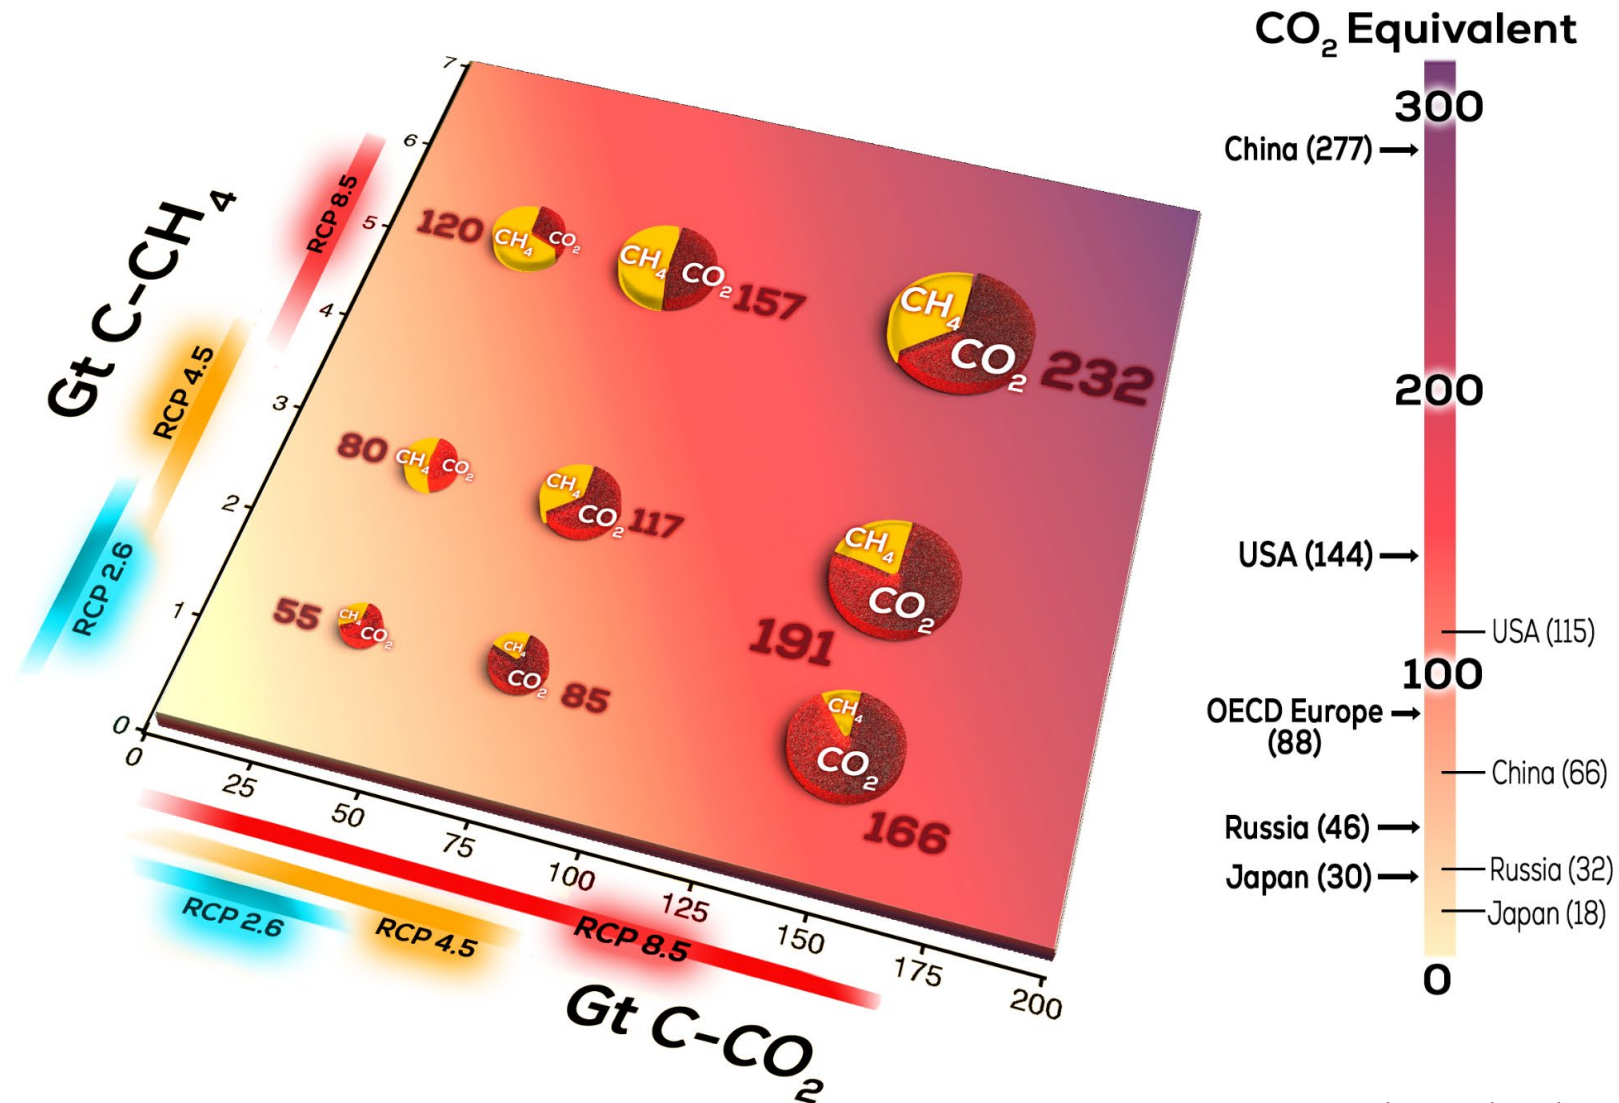 CO2 Equivalent
300
China (277)
200
USA (144)
USA (115)
100
OECD Europe
(88)
China (66)
Russia (46)
Russia (32)
Japan (30)
Japan (18)
0
Gt C-CH4
RCP 8.5
RCP 4.5
RCP 2.6
7
6
5
4
3
2
1
0
120
CH4
CO2
CH4
CO2
157
CH4
CO2
232
80
CH4
CO2
CH4
CO2
117
CH4
CO2
191
55
CH4
CO2
CH4
CO2
85
CH4
CO2
166
0
25
50
75
100
125
150
175
200
RCP 2.6
RCP 4.5
RCP 8.5
Gt C-CO2